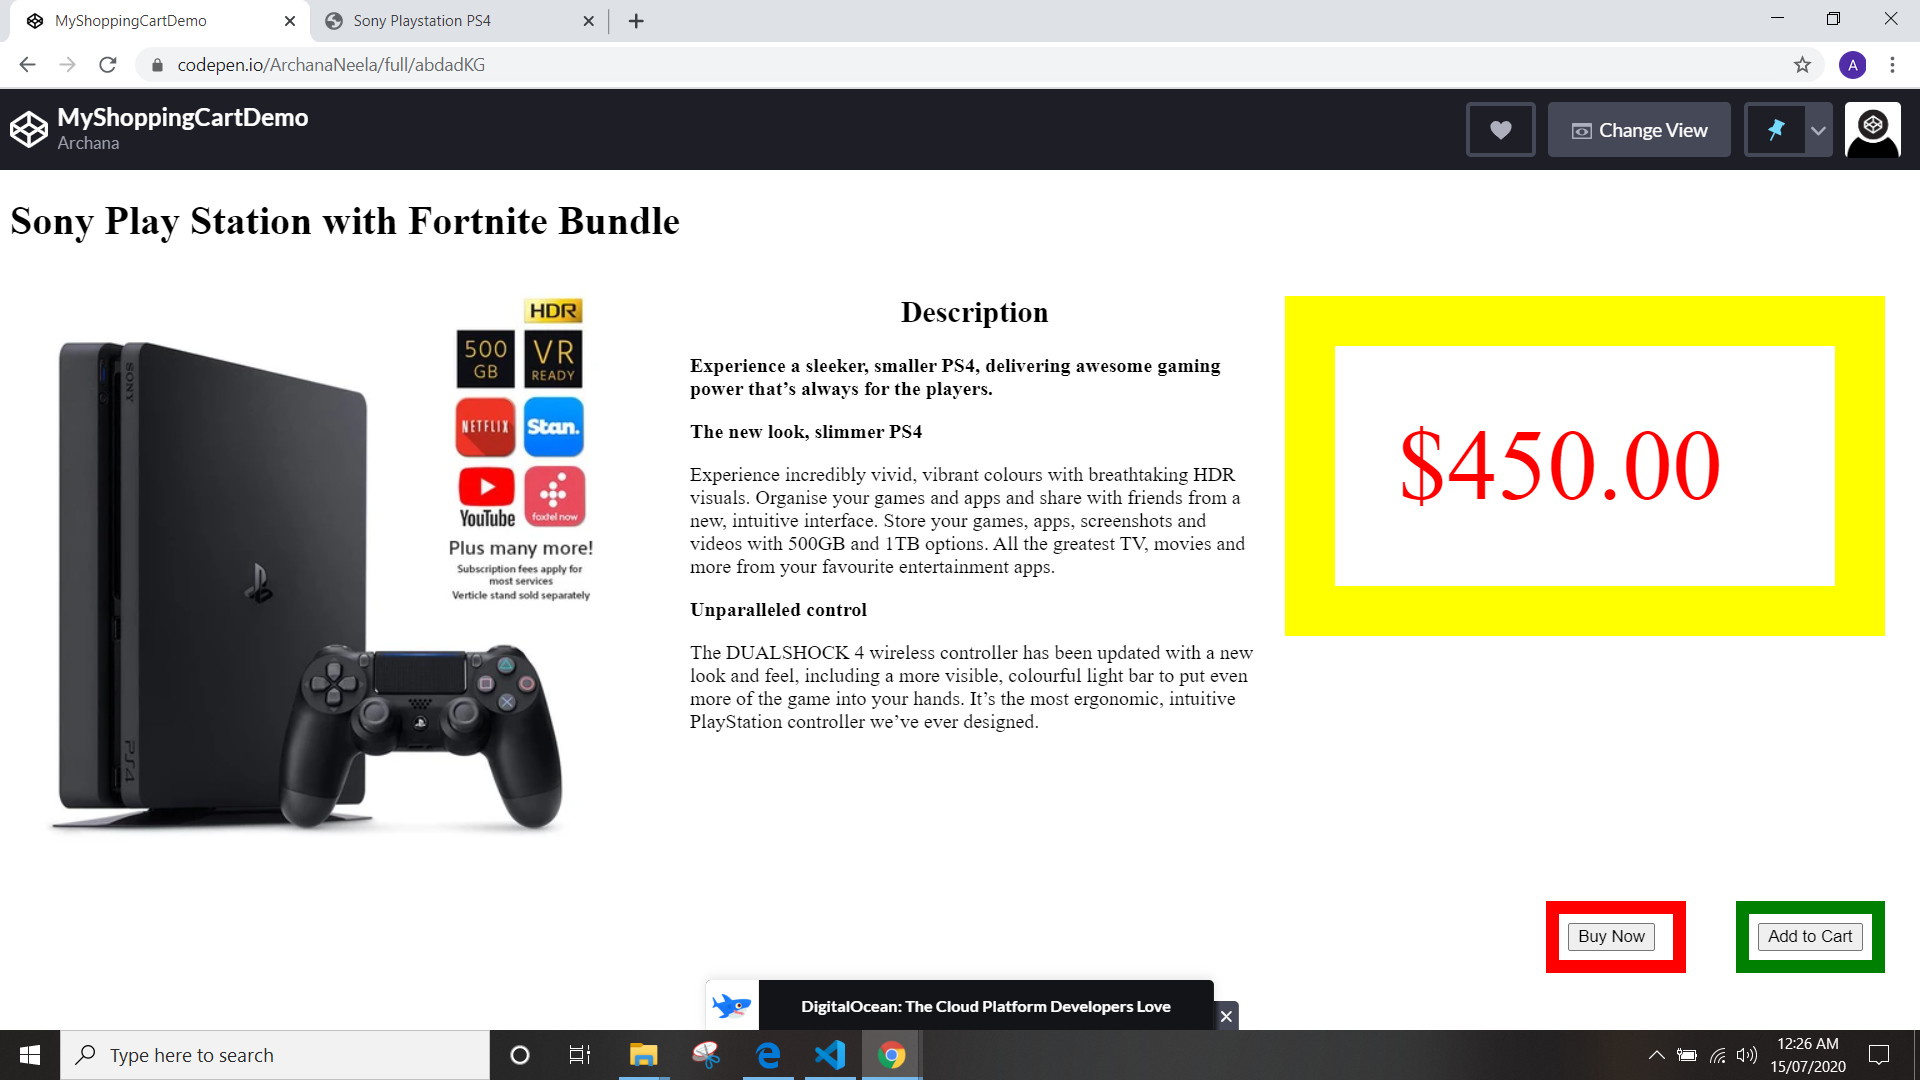 MyShoppingCartDemo
Sony Playstation PS4
codepen.io/ArchanaNeela/full/abdadKG
A
MyShoppingCartDemo
Archana
Change View
Sony Play Station with Fortnite Bundle
HDR
500 GB
VR READY
NETFLIX
Stan.
YouTube
foxtel now
Plus many more!
Subscription fees apply for
most services
Verticle stand sold separately
SONY
PS4
Description
Experience a sleeker, smaller PS4, delivering awesome gaming
power that’s always for the players.
The new look, slimmer PS4
Experience incredibly vivid, vibrant colours with breathtaking HDR
visuals. Organise your games and apps and share with friends from a
new, intuitive interface. Store your games, apps, screenshots and
videos with 500GB and 1TB options. All the greatest TV, movies and
more from your favourite entertainment apps.
Unparalleled control
The DUALSHOCK 4 wireless controller has been updated with a new
look and feel, including a more visible, colourful light bar to put even
more of the game into your hands. It’s the most ergonomic, intuitive
PlayStation controller we’ve ever designed.
$450.00
Buy Now
Add to Cart
DigitalOcean: The Cloud Platform Developers Love
Type here to search
12:26 AM
15/07/2020